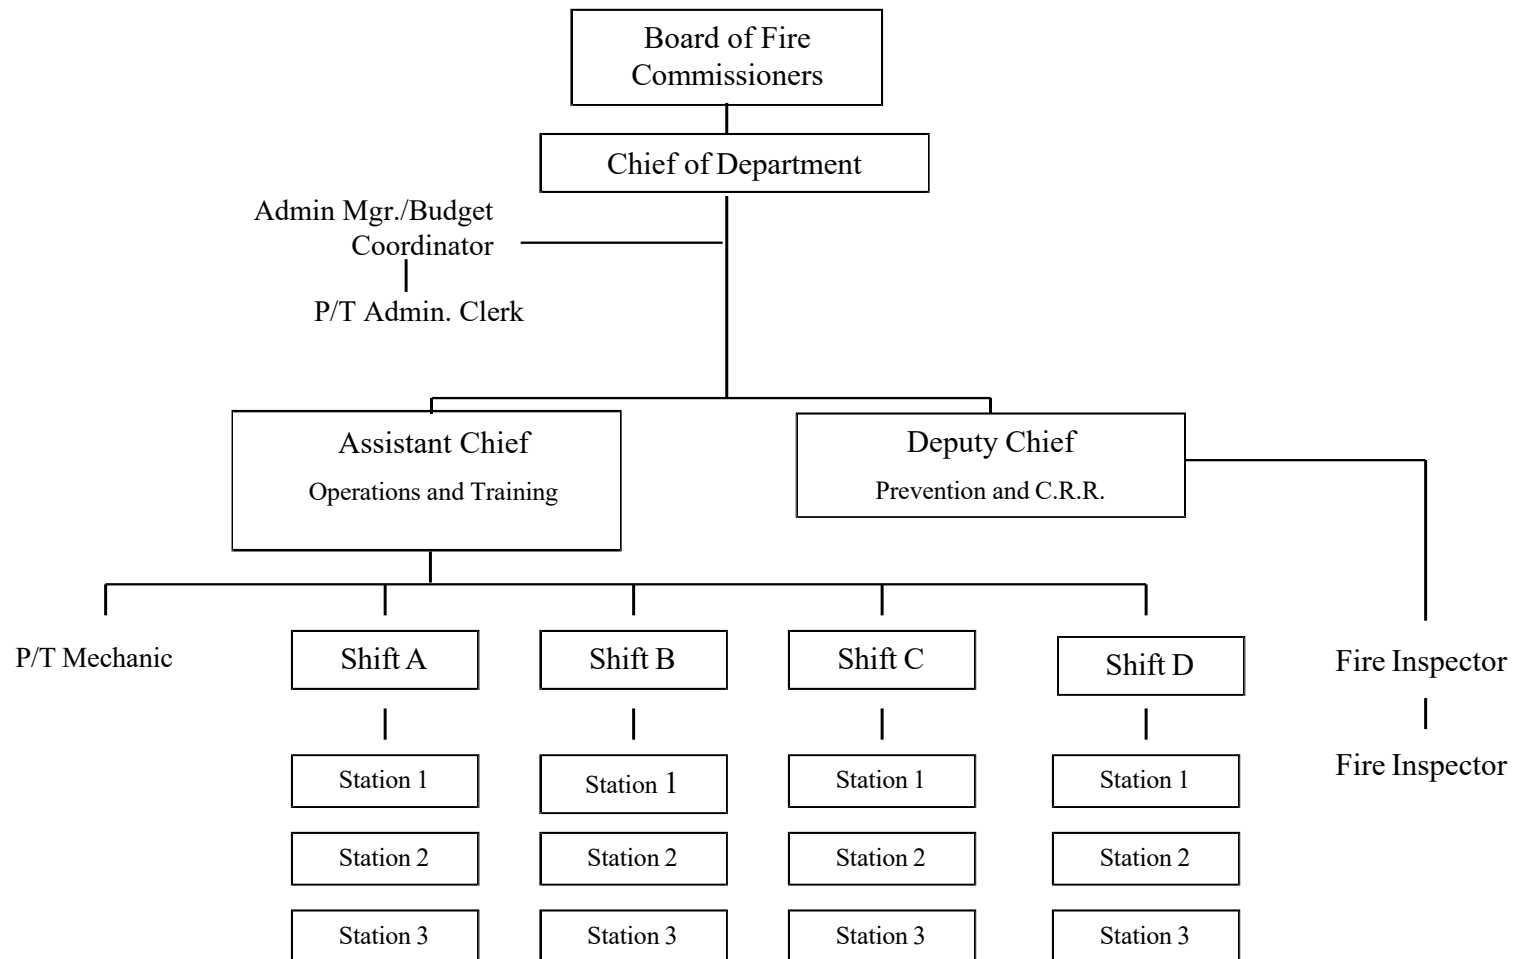 Board of Fire
Commissioners
Chief of Department
Admin Mgr./Budget
Coordinator
P/T Admin. Clerk
Assistant Chief
Operations and Training
Deputy Chief
Prevention and C.R.R.
P/T Mechanic
Shift A
Shift B
Shift C
Shift D
Fire Inspector
Station 1
Station 1
Station 1
Station 1
Fire Inspector
Station 2
Station 2
Station 2
Station 2
Station 3
Station 3
Station 3
Station 3